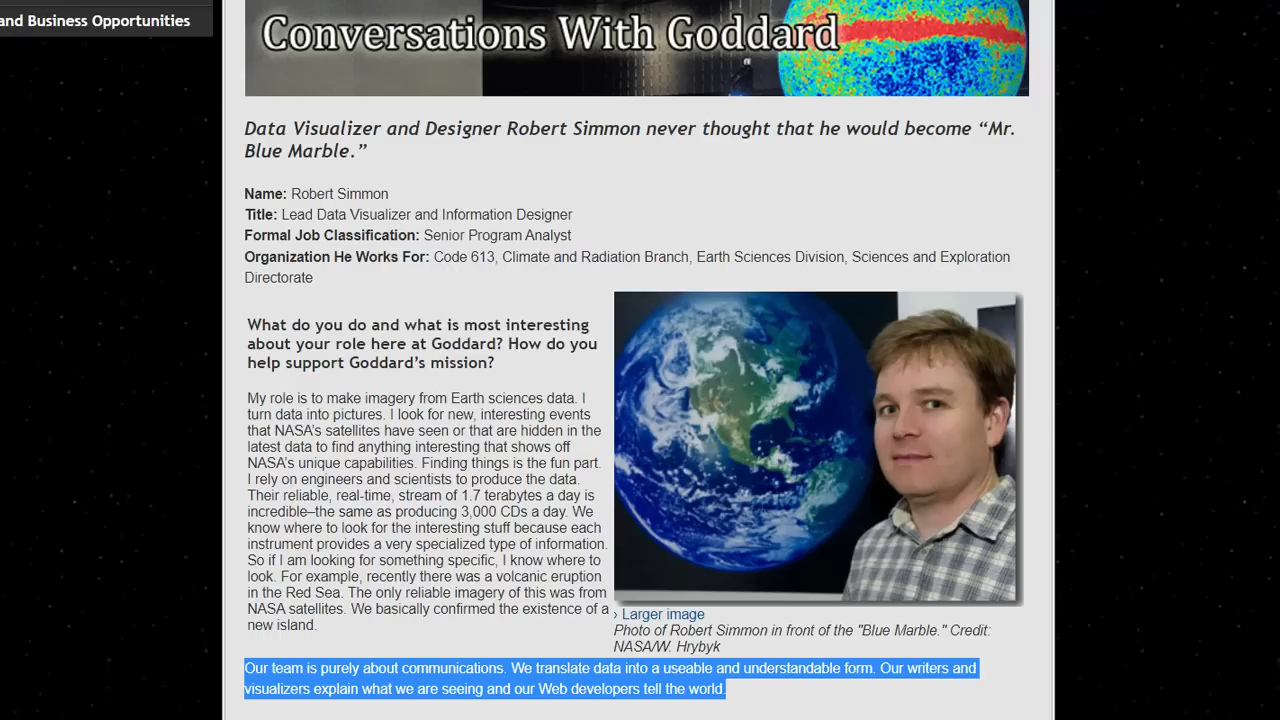 and Business Opportunities
Conversations With Goddard
Data Visualizer and Designer Robert Simmon never thought that he would become “Mr.
Blue Marble.”
Name: Robert Simmon
Title: Lead Data Visualizer and Information Designer
Formal Job Classification: Senior Program Analyst
Organization He Works For: Code 613, Climate and Radiation Branch, Earth Sciences Division, Sciences and Exploration
Directorate
What do you do and what is most interesting
about your role here at Goddard? How do you
help support Goddard’s mission?
My role is to make imagery from Earth sciences data. I
turn data into pictures. I look for new, interesting events
that NASA’s satellites have seen or that are hidden in the
latest data to find anything interesting that shows off
NASA’s unique capabilities. Finding things is the fun part.
I rely on engineers and scientists to produce the data.
Their reliable, real-time, stream of 1.7 terabytes a day is
incredible–the same as producing 3,000 CDs a day. We
know where to look for the interesting stuff because each
instrument provides a very specialized type of information.
So if I am looking for something specific, I know where to
look. For example, recently there was a volcanic eruption
in the Red Sea. The only reliable imagery of this was from
NASA satellites. We basically confirmed the existence of a
new island.
› Larger image
Photo of Robert Simmon in front of the "Blue Marble." Credit:
NASA/W. Hrybyk
Our team is purely about communications. We translate data into a useable and understandable form. Our writers and
visualizers explain what we are seeing and our Web developers tell the world.